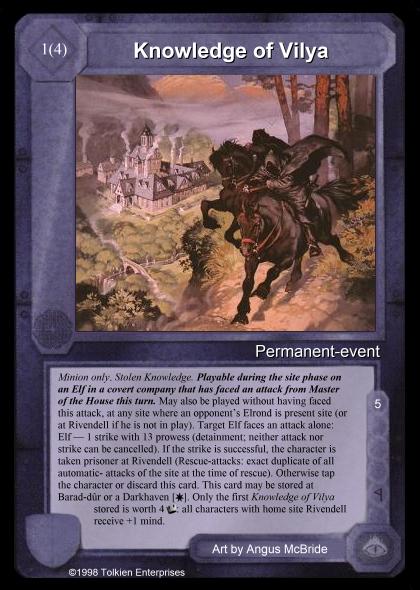 1(4)
Knowledge of Vilya
Permanent-event
Minion only. Stolen Knowledge. Playable during the site phase on
an Elf in a covert company that has faced an attack from Master
of the House this turn. May also be played without having faced
this attack, at any site where an opponent's Elrond is present site (or
at Rivendell if he is not in play). Target Elf faces an attack alone:
Elf — 1 strike with 13 prowess (detainment; neither attack nor
strike can be cancelled). If the strike is successful, the character is
taken prisoner at Rivendell (Rescue-attacks: exact duplicate of all
automatic- attacks of the site at the time of rescue). Otherwise tap
the character or discard this card. This card may be stored at
Barad-dûr or a Darkhaven [ ]. Only the first Knowledge of Vilya
stored is worth 4 ; all characters with home site Rivendell
receive +1 mind.
5
Art by Angus McBride
©1998 Tolkien Enterprises